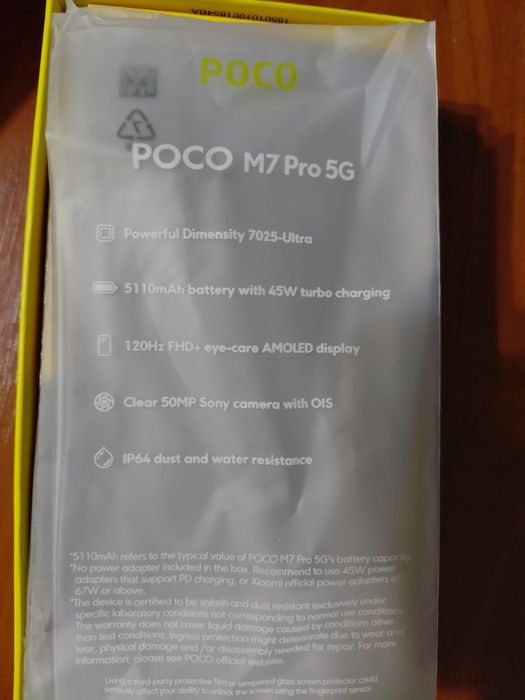 18501001854DA
POCO
POCO M7 Pro 5G
Powerful Dimensity 7025-Ultra
5110mAh battery with 45W turbo charging
120Hz FHD+ eye-care AMOLED display
Clear 50MP Sony camera with OIS
IP64 dust and water resistance
*5110mAh refers to the typical value of POCO M7 Pro 5G's battery capacity.
*No power adapter included in the box. Recommend to use 45W power
adapters that support PD charging, or Xiaomi official power adapters of
67W or above.
*The device is certified to be splash and dust resistant exclusively under
specific laboratory conditions not corresponding to normal use conditions.
The warranty does not cover liquid damage caused by conditions other
than test conditions. Ingress protection might deteriorate due to wear and
tear, physical damage and /or disassembly needed for repair. For more
information, please see POCO official website.
Using a third-party protective film or tempered glass screen protector could
seriously affect your ability to unlock the screen using the fingerprint sensor